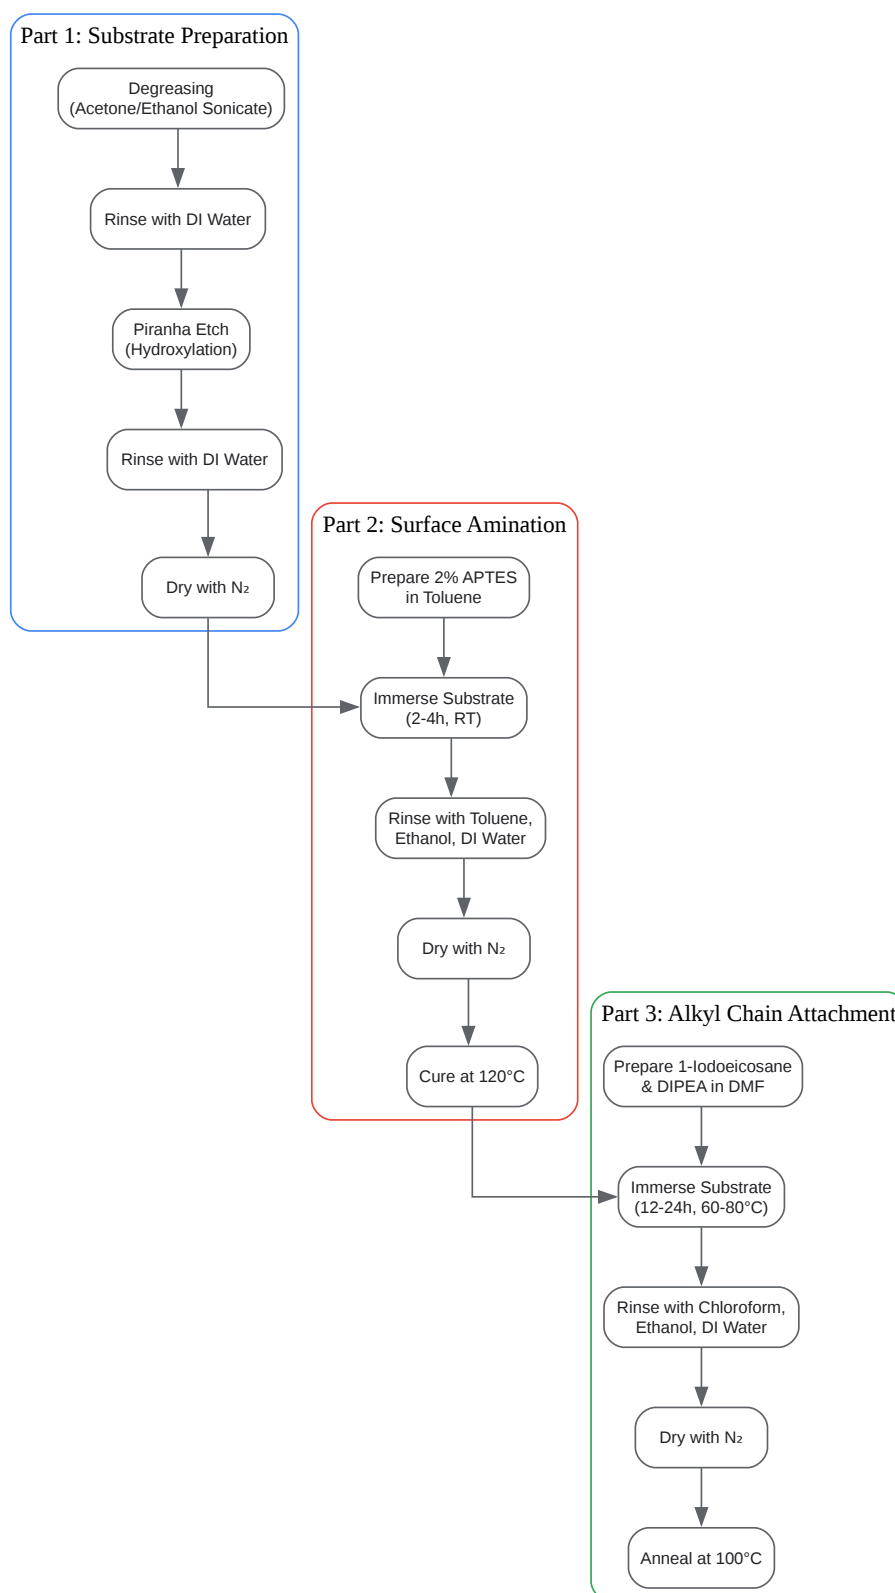 Part 1: Substrate Preparation
Degreasing
(Acetone/Ethanol Sonicate)
Rinse with DI Water
Piranha Etch
(Hydroxylation)
Rinse with DI Water
Dry with N₂
Part 2: Surface Amination
Prepare 2% APTES
in Toluene
Immerse Substrate
(2-4h, RT)
Rinse with Toluene,
Ethanol, DI Water
Dry with N₂
Cure at 120°C
Part 3: Alkyl Chain Attachment
Prepare 1-Iodoeicosane
& DIPEA in DMF
Immerse Substrate
(12-24h, 60-80°C)
Rinse with Chloroform,
Ethanol, DI Water
Dry with N₂
Anneal at 100°C